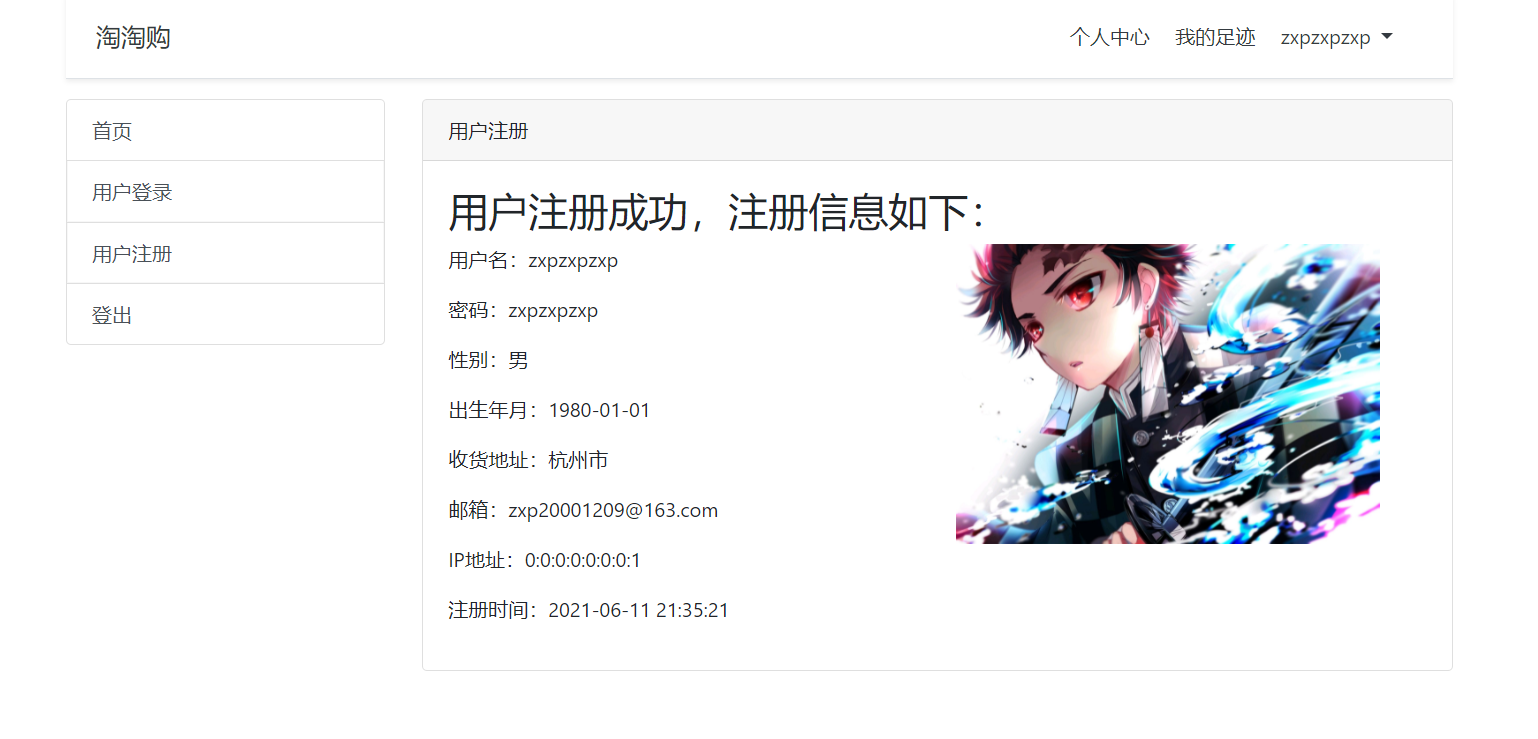 淘淘购
个人中心 我的足迹 zxpzxpzxp
首页
用户登录
用户注册
登出
用户注册
用户注册成功，注册信息如下：
用户名：zxpzxpzxp
密码：zxpzxpzxp
性别：男
出生年月：1980-01-01
收货地址：杭州市
邮箱：zxp20001209@163.com
IP地址：0:0:0:0:0:0:0:1
注册时间：2021-06-11 21:35:21